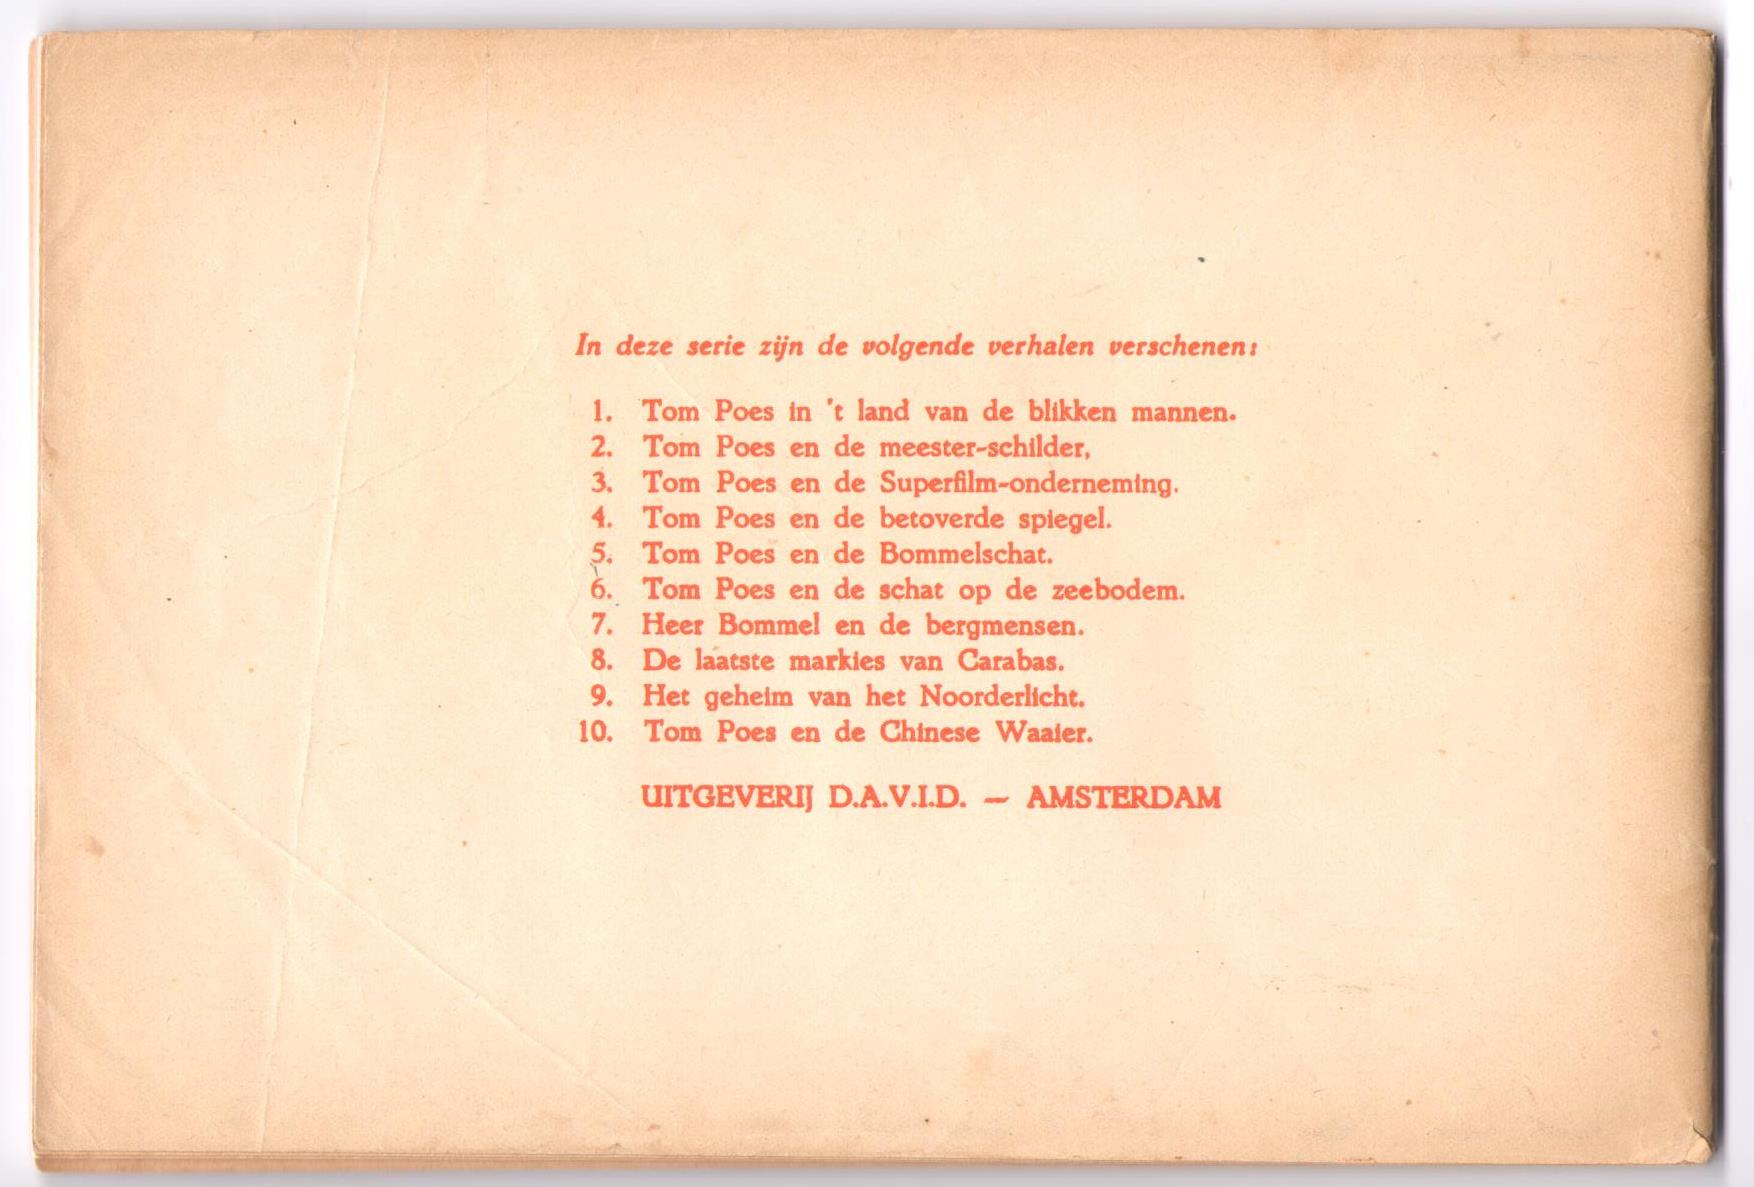 In deze serie zijn de volgende verhalen verschenen:
1. Tom Poes in 't land van de blikken mannen.
2. Tom Poes en de meester-schilder,
3. Tom Poes en de Superfilm-onderneming.
4. Tom Poes en de betoverde spiegel.
5. Tom Poes en de Bommelschat.
6. Tom Poes en de schat op de zeebodem.
7. Heer Bommel en de bergmensen.
8. De laatste markies van Carabas.
9. Het geheim van het Noorderlicht.
10. Tom Poes en de Chinese Waaier.
UITGEVERIJ D.A.V.I.D. — AMSTERDAM